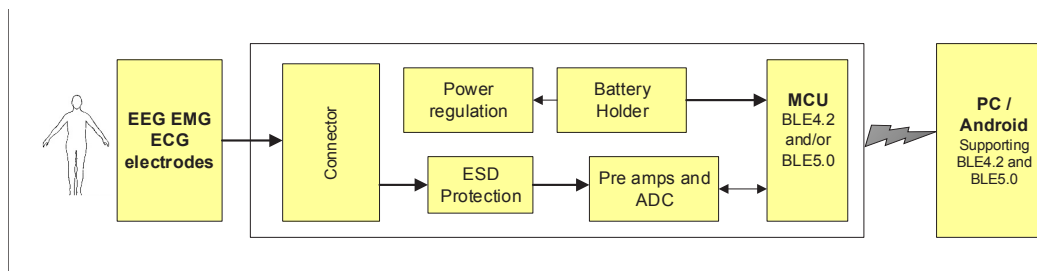 EEG EMG
ECG
electrodes
Connector
Power
regulation
Battery
Holder
ESD
Protection
Pre amps and
ADC
MCU
BLE4.2
and/or
BLE5.0
PC /
Android
Supporting
BLE4.2 and
BLE5.0